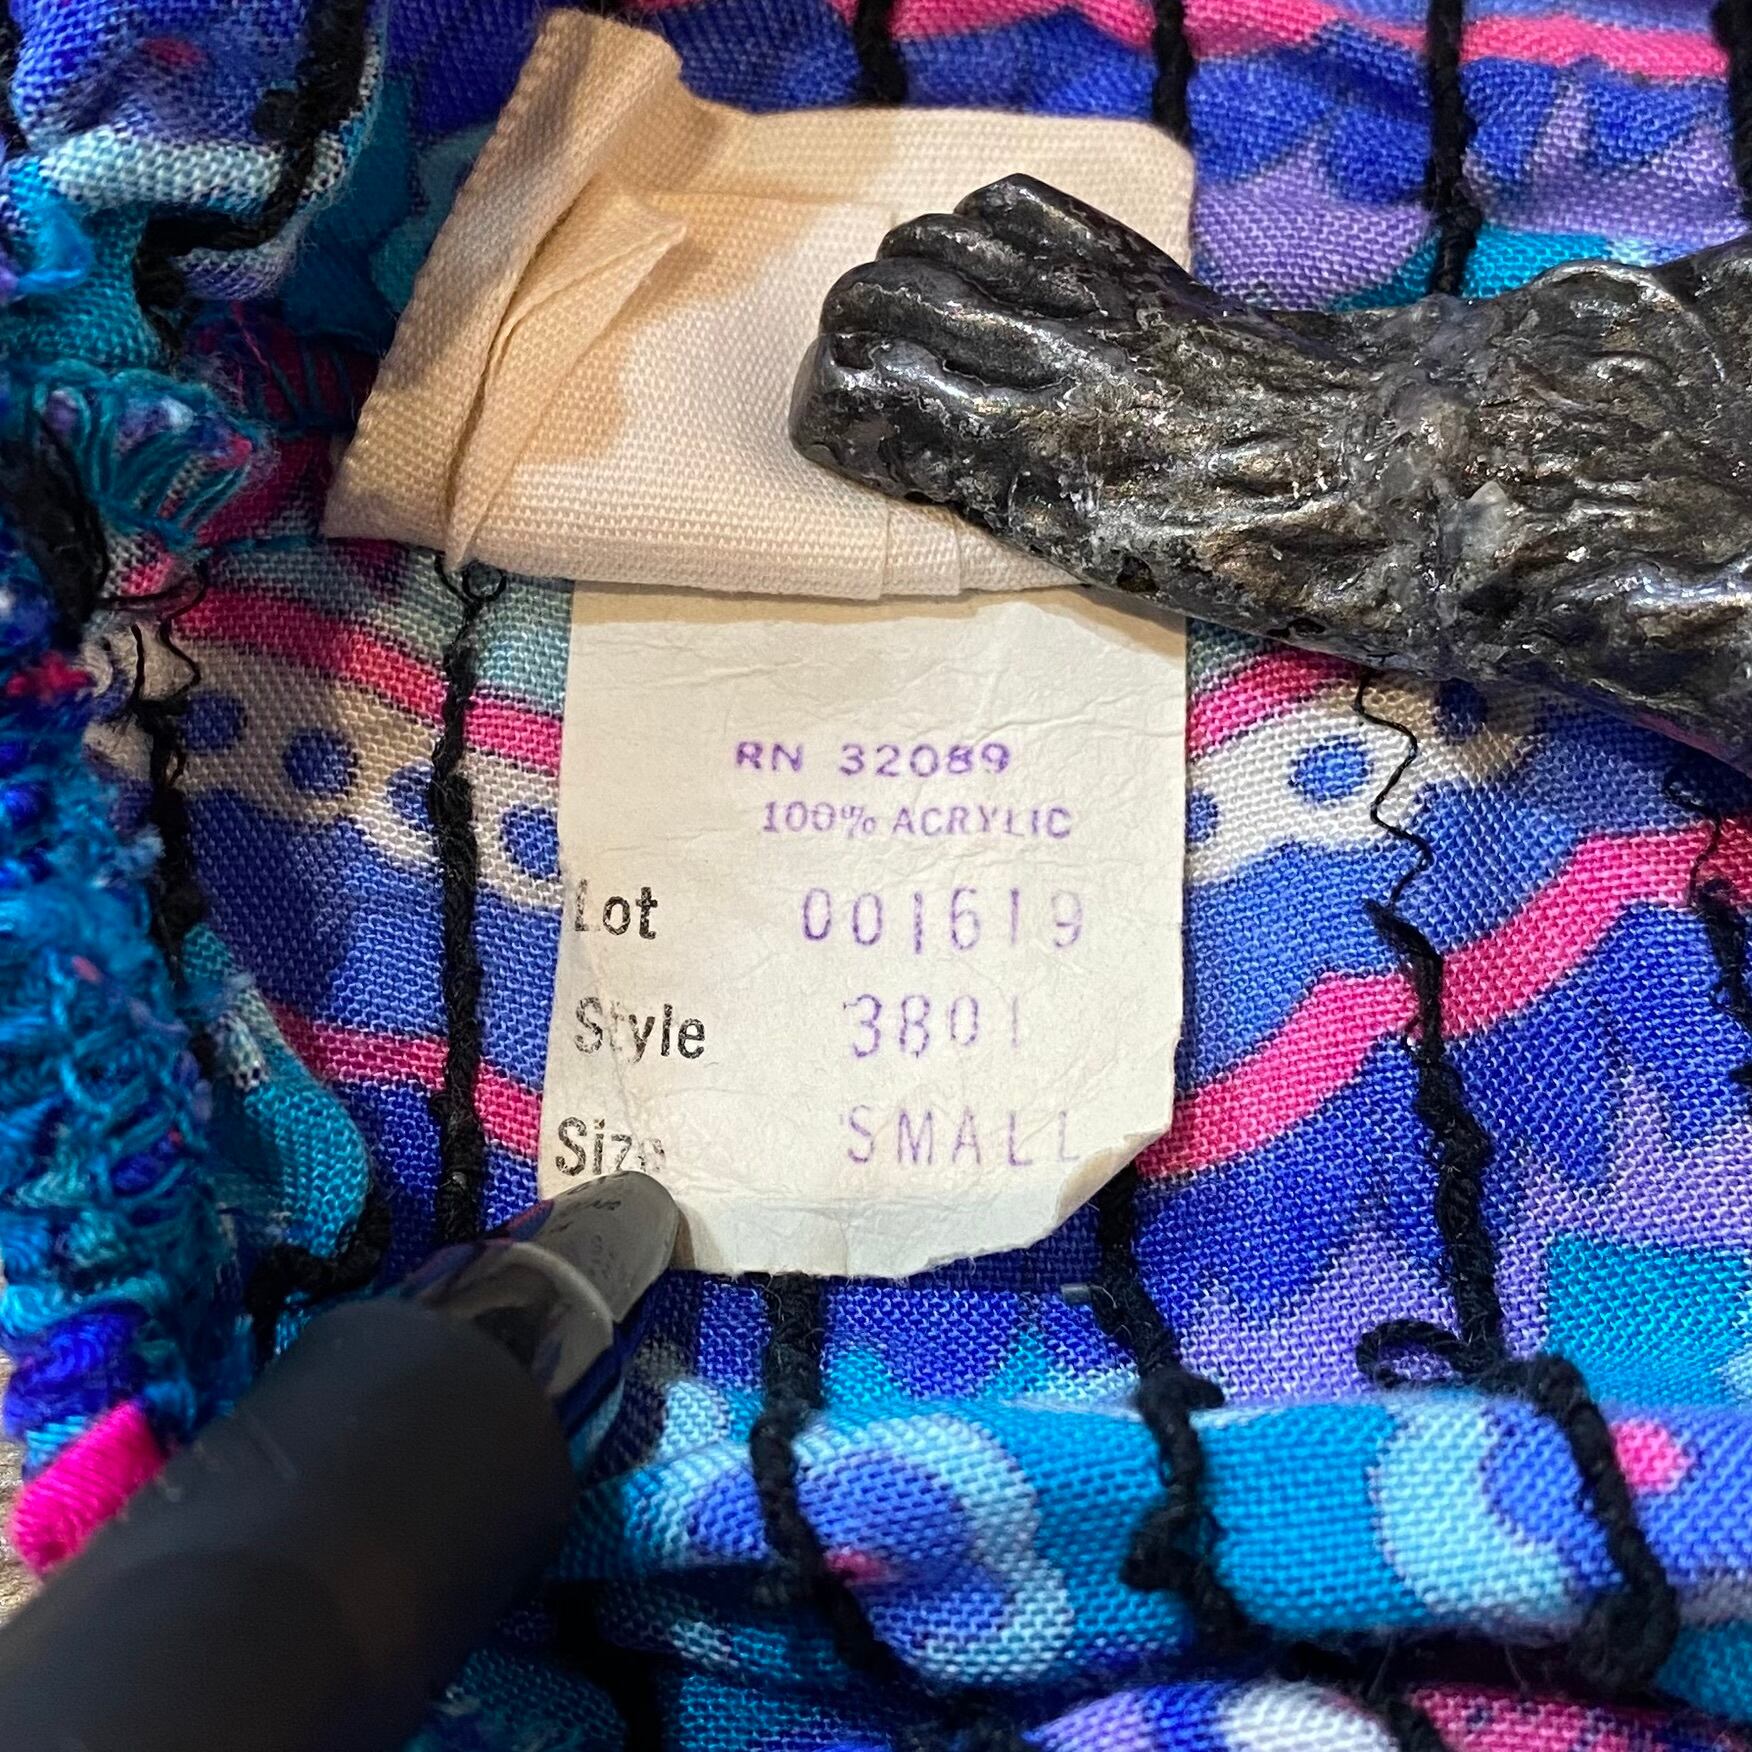 RN 32089
100% ACRYLIC
Lot 001619
Style 3801
Size SMALL